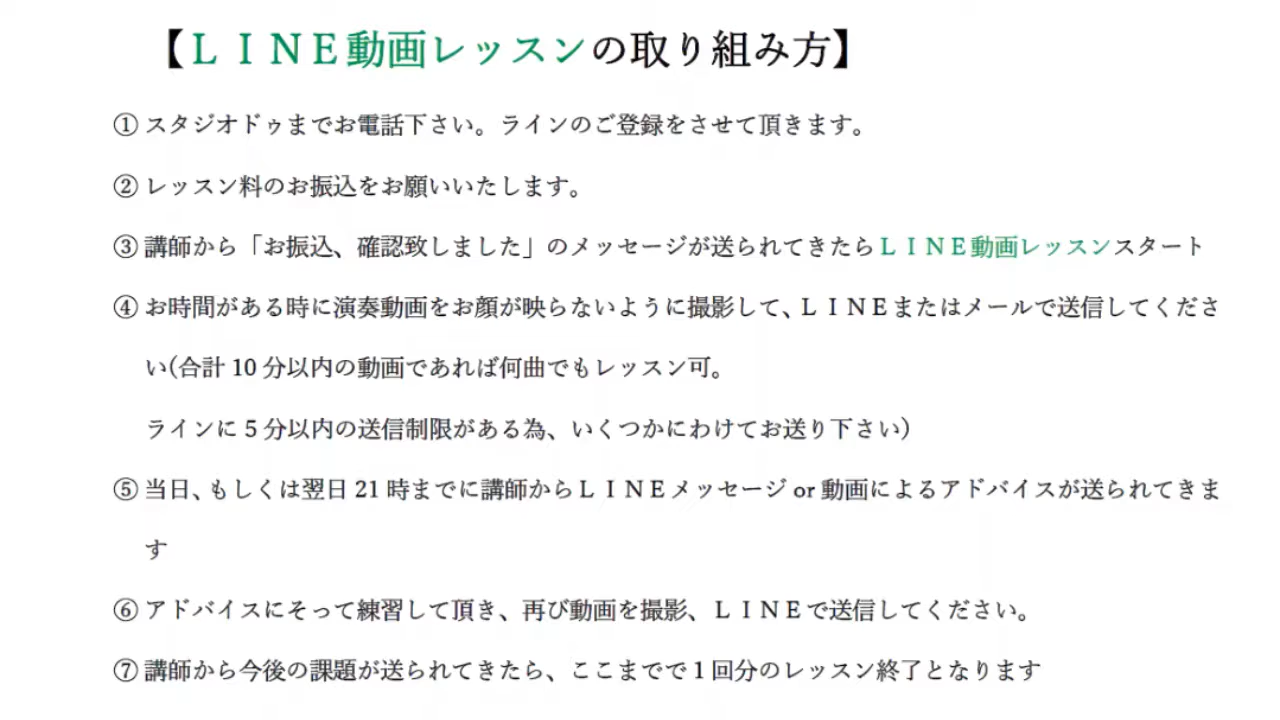 【ＬＩＮＥ動画レッスンの取り組み方】
① スタジオドゥまでお電話下さい。ラインのご登録をさせて頂きます。
② レッスン料のお振込をお願いいたします。
③ 講師から「お振込、確認致しました」のメッセージが送られてきたらＬＩＮＥ動画レッスンスタート
④ お時間がある時に演奏動画をお顔が映らないように撮影して、ＬＩＮＥまたはメールで送信してくださ
い(合計 10 分以内の動画であれば何曲でもレッスン可。
ラインに 5 分以内の送信制限がある為、いくつかにわけてお送り下さい)
⑤ 当日、もしくは翌日 21 時までに講師からＬＩＮＥメッセージ or 動画によるアドバイスが送られてきま
す
⑥ アドバイスにそって練習して頂き、再び動画を撮影、ＬＩＮＥで送信してください。
⑦ 講師から今後の課題が送られてきたら、ここまでで 1 回分のレッスン終了となります